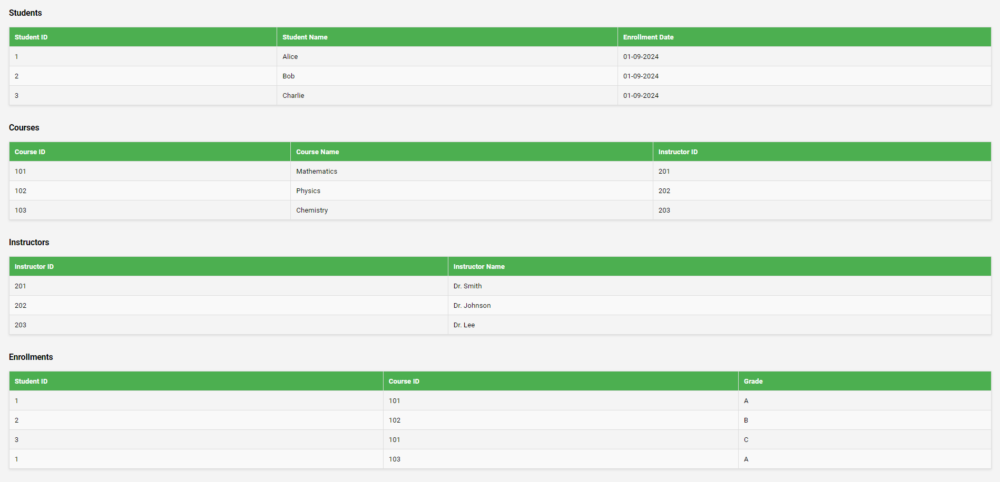 Students
Student ID Student Name Enrollment Date
1 Alice 01-09-2024
2 Bob 01-09-2024
3 Charlie 01-09-2024
Courses
Course ID Course Name Instructor ID
101 Mathematics 201
102 Physics 202
103 Chemistry 203
Instructors
Instructor ID Instructor Name
201 Dr. Smith
202 Dr. Johnson
203 Dr. Lee
Enrollments
Student ID Course ID Grade
1 101 A
2 102 B
3 101 C
1 103 A